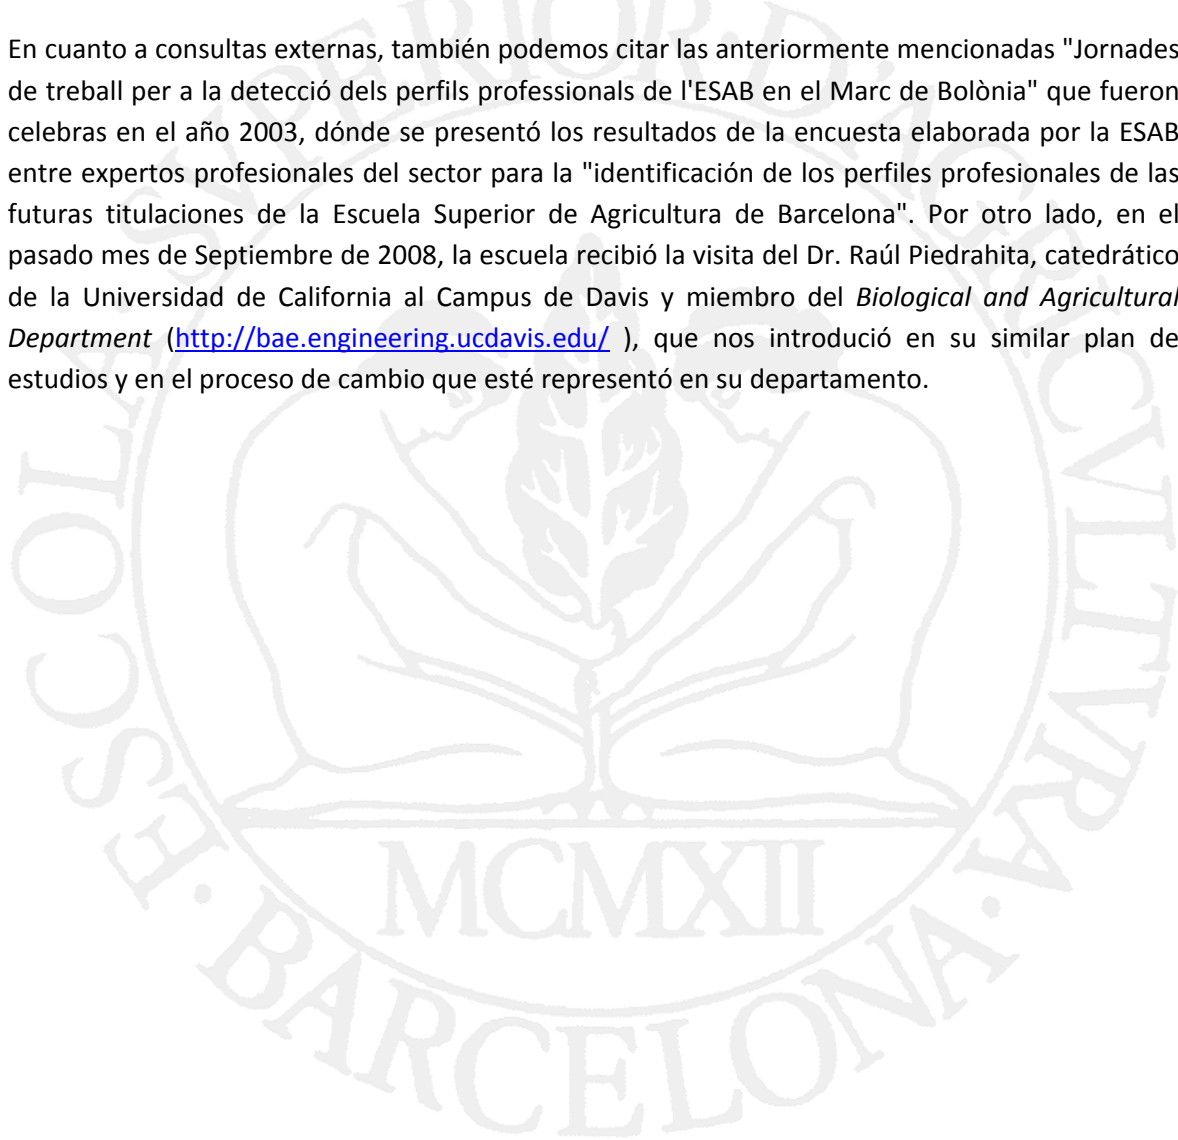 En cuanto a consultas externas, también podemos citar las anteriormente mencionadas "Jornades
de treball per a la detecció dels perfils professionals de l'ESAB en el Marc de Bolònia" que fueron
celebras en el año 2003, dónde se presentó los resultados de la encuesta elaborada por la ESAB
entre expertos profesionales del sector para la "identificación de los perfiles profesionales de las
futuras titulaciones de la Escuela Superior de Agricultura de Barcelona". Por otro lado, en el
pasado mes de Septiembre de 2008, la escuela recibió la visita del Dr. Raúl Piedrahita, catedrático
de la Universidad de California al Campus de Davis y miembro del Biological and Agricultural
Department (http://bae.engineering.ucdavis.edu/ ), que nos introdució en su similar plan de
estudios y en el proceso de cambio que esté representó en su departamento.
ESCOLA SVPERIOR D'AGRICVLTVRA
MCMXII
· BARCELONA ·